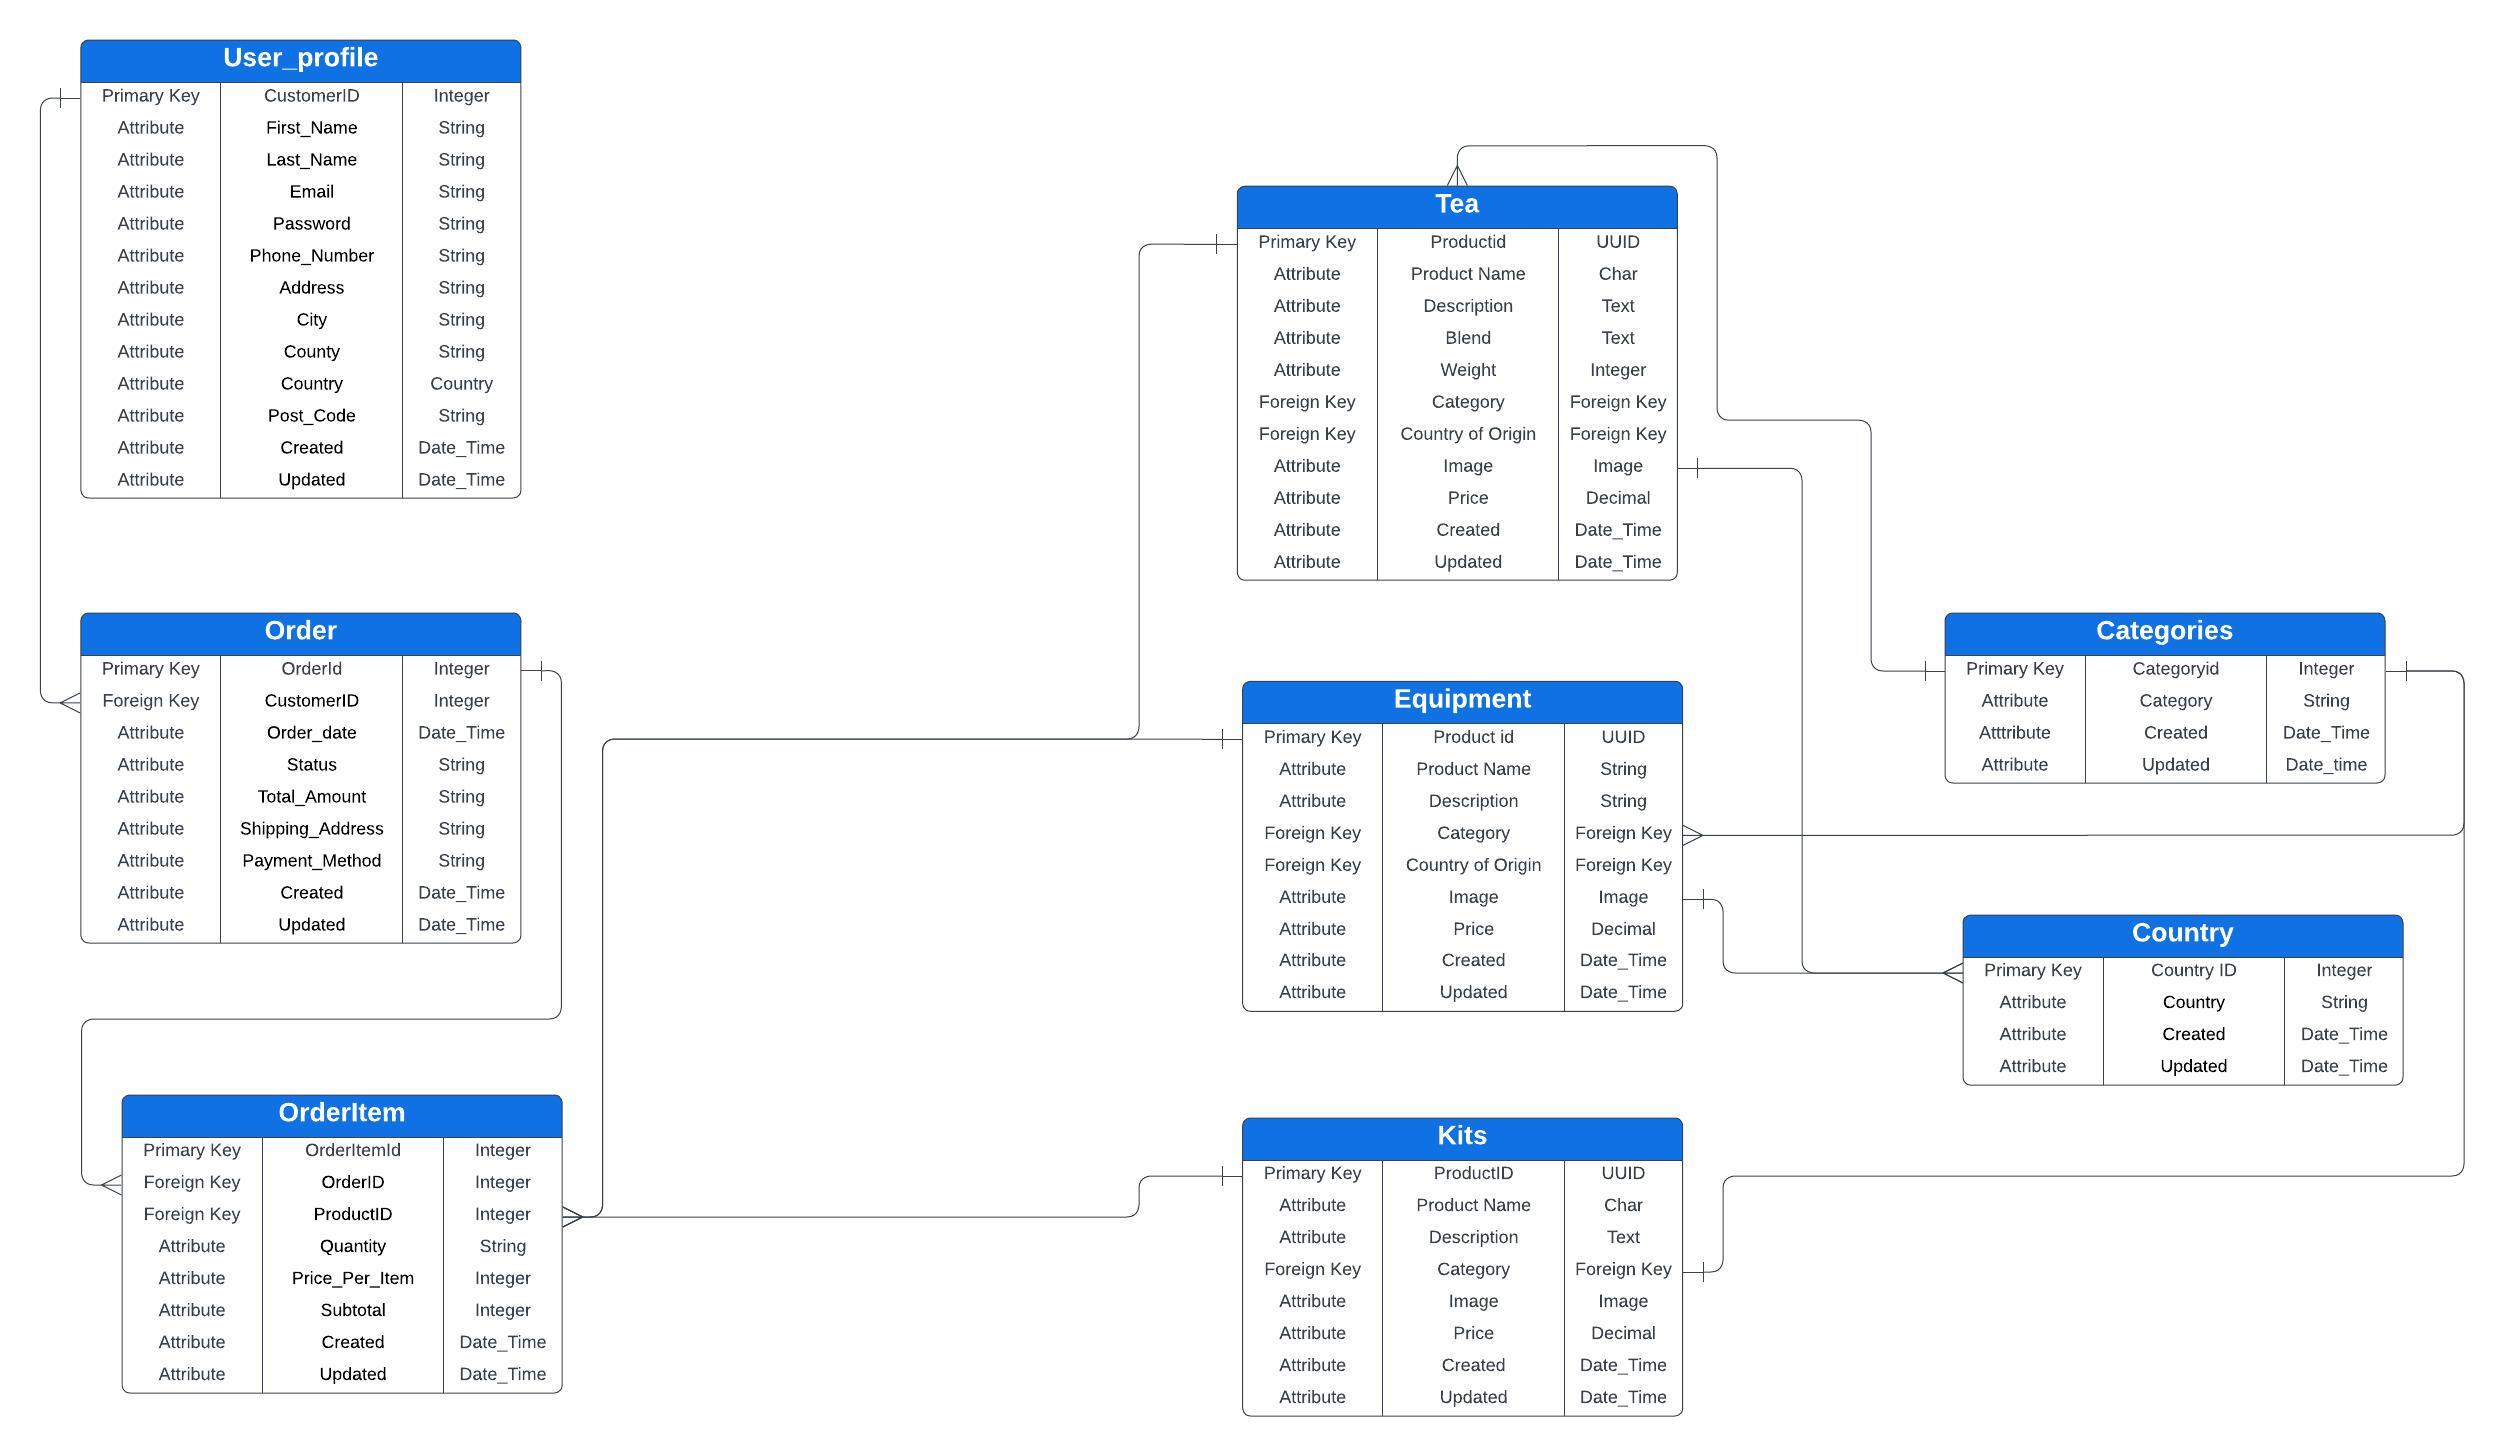 User_profile
Primary Key CustomerID Integer
Attribute First_Name String
Attribute Last_Name String
Attribute Email String
Attribute Password String
Attribute Phone_Number String
Attribute Address String
Attribute City String
Attribute County String
Attribute Country Country
Attribute Post_Code String
Attribute Created Date_Time
Attribute Updated Date_Time
Order
Primary Key OrderId Integer
Foreign Key CustomerID Integer
Attribute Order_date Date_Time
Attribute Status String
Attribute Total_Amount String
Attribute Shipping_Address String
Attribute Payment_Method String
Attribute Created Date_Time
Attribute Updated Date_Time
OrderItem
Primary Key OrderItemId Integer
Foreign Key OrderID Integer
Foreign Key ProductID Integer
Attribute Quantity String
Attribute Price_Per_Item Integer
Attribute Subtotal Integer
Attribute Created Date_Time
Attribute Updated Date_Time
Tea
Primary Key Productid UUID
Attribute Product Name Char
Attribute Description Text
Attribute Blend Text
Attribute Weight Integer
Foreign Key Category Foreign Key
Foreign Key Country of Origin Foreign Key
Attribute Image Image
Attribute Price Decimal
Attribute Created Date_Time
Attribute Updated Date_Time
Equipment
Primary Key Product id UUID
Attribute Product Name String
Attribute Description String
Foreign Key Category Foreign Key
Foreign Key Country of Origin Foreign Key
Attribute Image Image
Attribute Price Decimal
Attribute Created Date_Time
Attribute Updated Date_Time
Kits
Primary Key ProductID UUID
Attribute Product Name Char
Attribute Description Text
Foreign Key Category Foreign Key
Attribute Image Image
Attribute Price Decimal
Attribute Created Date_Time
Attribute Updated Date_Time
Categories
Primary Key Categoryid Integer
Attribute Category String
Atttribute Created Date_Time
Attribute Updated Date_time
Country
Primary Key Country ID Integer
Attribute Country String
Attribute Created Date_Time
Attribute Updated Date_Time